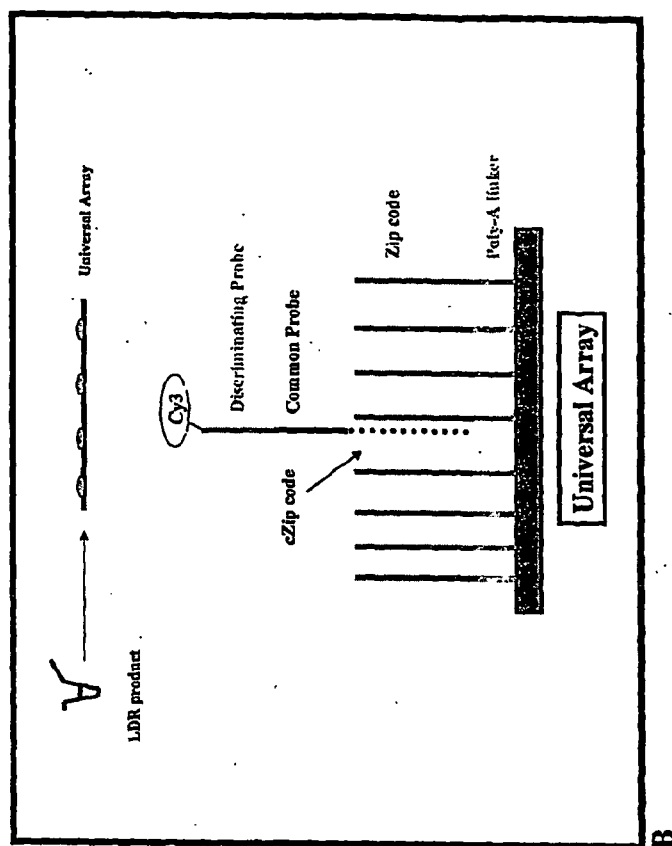 Universal Array
LDR product
Cy3
Discriminating Probe
Common Probe
cZip code
Zip code
Poly-A linker
Universal Array
B